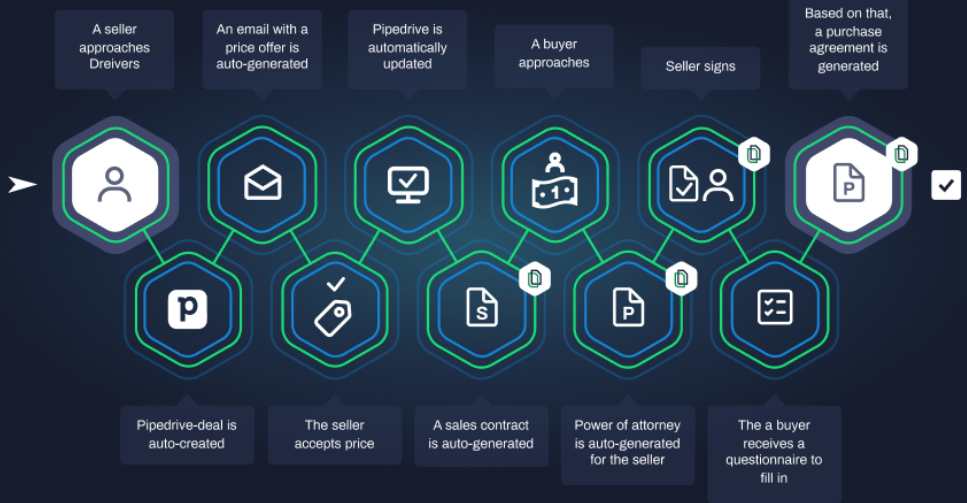 A seller
approaches
Dreivers
An email with a
price offer is
auto-generated
Pipedrive is
automatically
updated
A buyer
approaches
Seller signs
Based on that,
a purchase
agreement is
generated
1
P
p
S
P
Pipedrive-deal is
auto-created
The seller
accepts price
A sales contract
is auto-generated
Power of attorney
is auto-generated
for the seller
The a buyer
receives a
questionnaire to
fill in